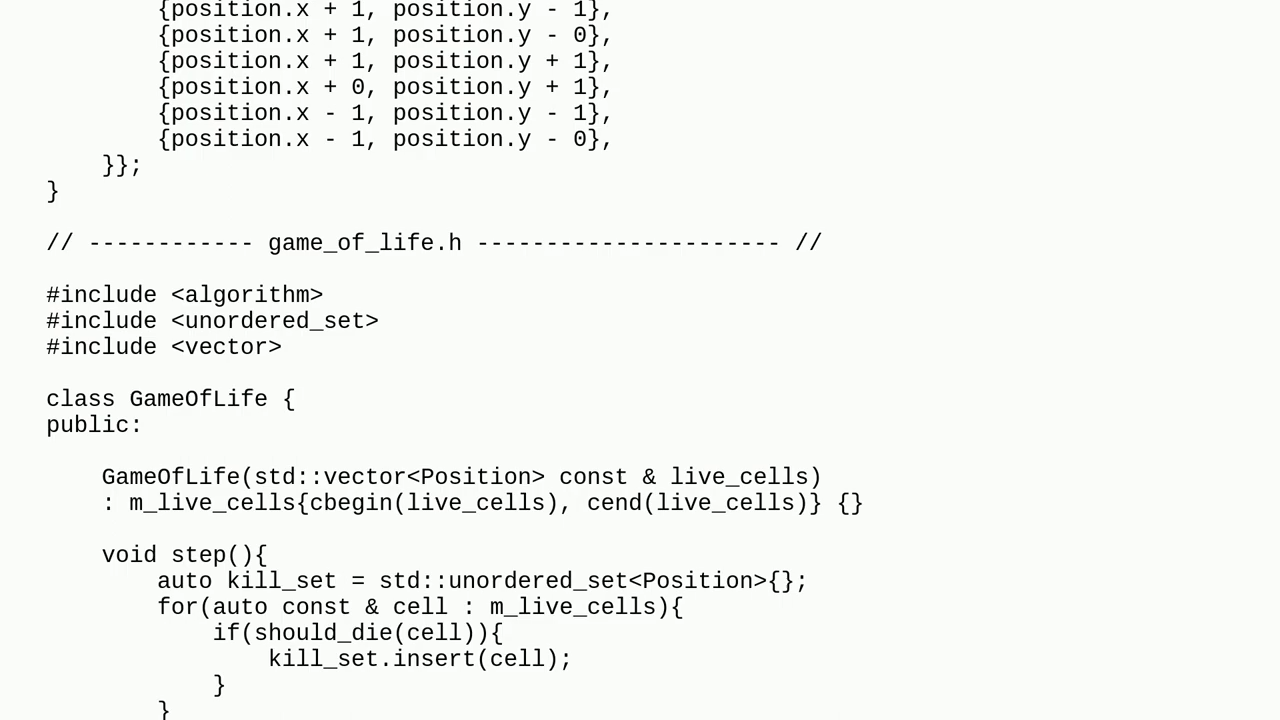 {position.x + 1, position.y - 1},
{position.x + 1, position.y - 0},
{position.x + 1, position.y + 1},
{position.x + 0, position.y + 1},
{position.x - 1, position.y - 1},
{position.x - 1, position.y - 0},
}};
}
// ------------ game_of_life.h ---------------------- //
#include <algorithm>
#include <unordered_set>
#include <vector>
class GameOfLife {
public:
GameOfLife(std::vector<Position> const & live_cells)
: m_live_cells{cbegin(live_cells), cend(live_cells)} {}
void step(){
auto kill_set = std::unordered_set<Position>{};
for(auto const & cell : m_live_cells){
if(should_die(cell)){
kill_set.insert(cell);
}
}